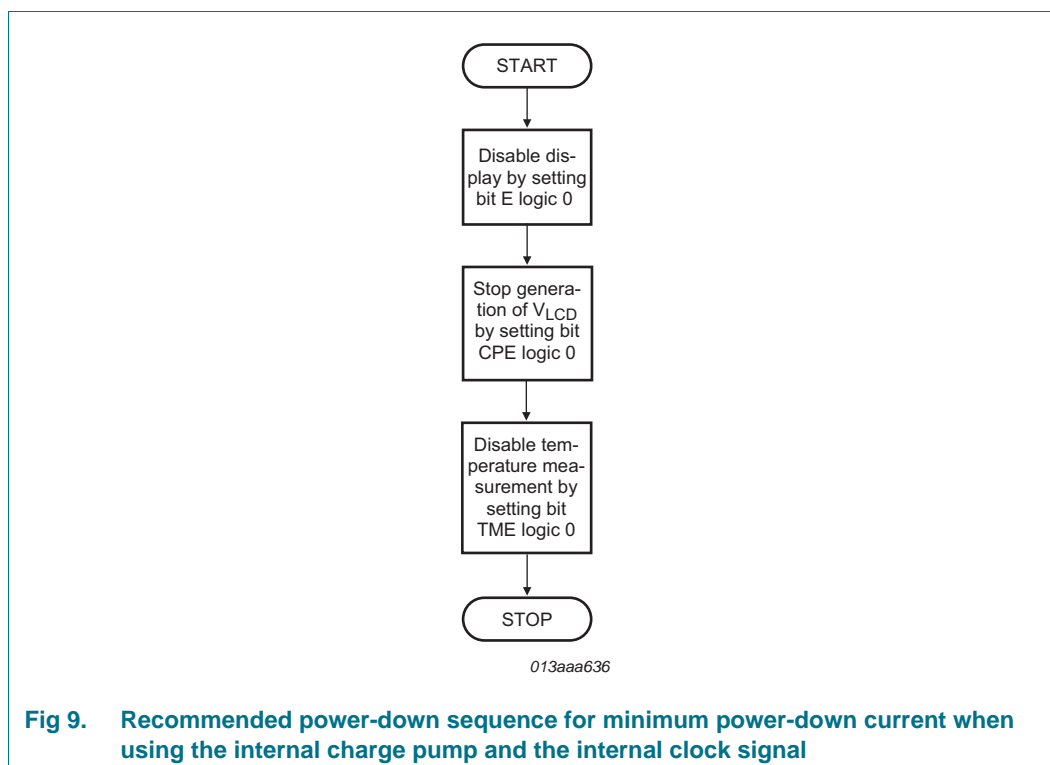 START
Disable dis-
play by setting
bit E logic 0
Stop genera-
tion of VLCD
by setting bit
CPE logic 0
Disable tem-
perature mea-
surement by
setting bit
TME logic 0
STOP
013aaa636
Fig 9. Recommended power-down sequence for minimum power-down current when
using the internal charge pump and the internal clock signal